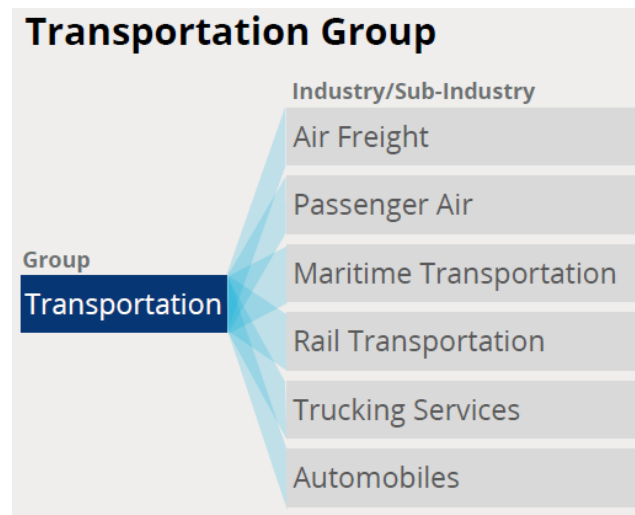 Transportation Group
Industry/Sub-Industry
Air Freight
Passenger Air
Group
Maritime Transportation
Transportation
Rail Transportation
Trucking Services
Automobiles